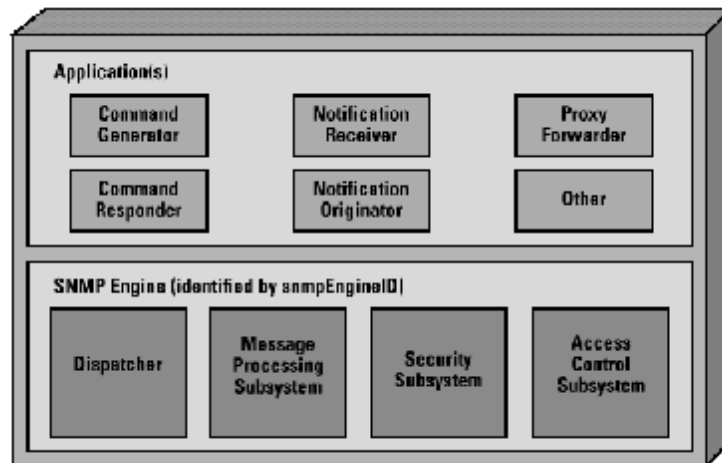 Application(s)
Command
Generator
Notification
Receiver
Proxy
Forwarder
Command
Responder
Notification
Originator
Other
SNMP Engine (identified by snmpEngineID)
Dispatcher
Message
Processing
Subsystem
Security
Subsystem
Access
Control
Subsystem